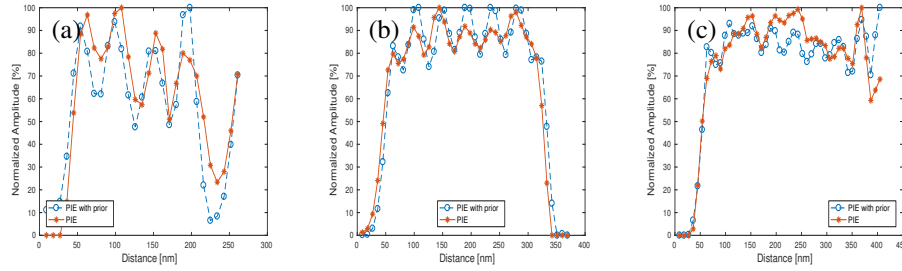 (a)
Normalized Amplitude [%]
100
90
80
70
60
50
40
30
20
10
0
PIE with prior
PIE
0 50 100 150 200 250 300
Distance [nm]
(b)
Normalized Amplitude [%]
100
90
80
70
60
50
40
30
20
10
0
PIE with prior
PIE
0 50 100 150 200 250 300 350 400
Distance [nm]
(c)
Normalized Amplitude [%]
100
90
80
70
60
50
40
30
20
10
0
PIE with prior
PIE
0 50 100 150 200 250 300 350 400 450
Distance [nm]